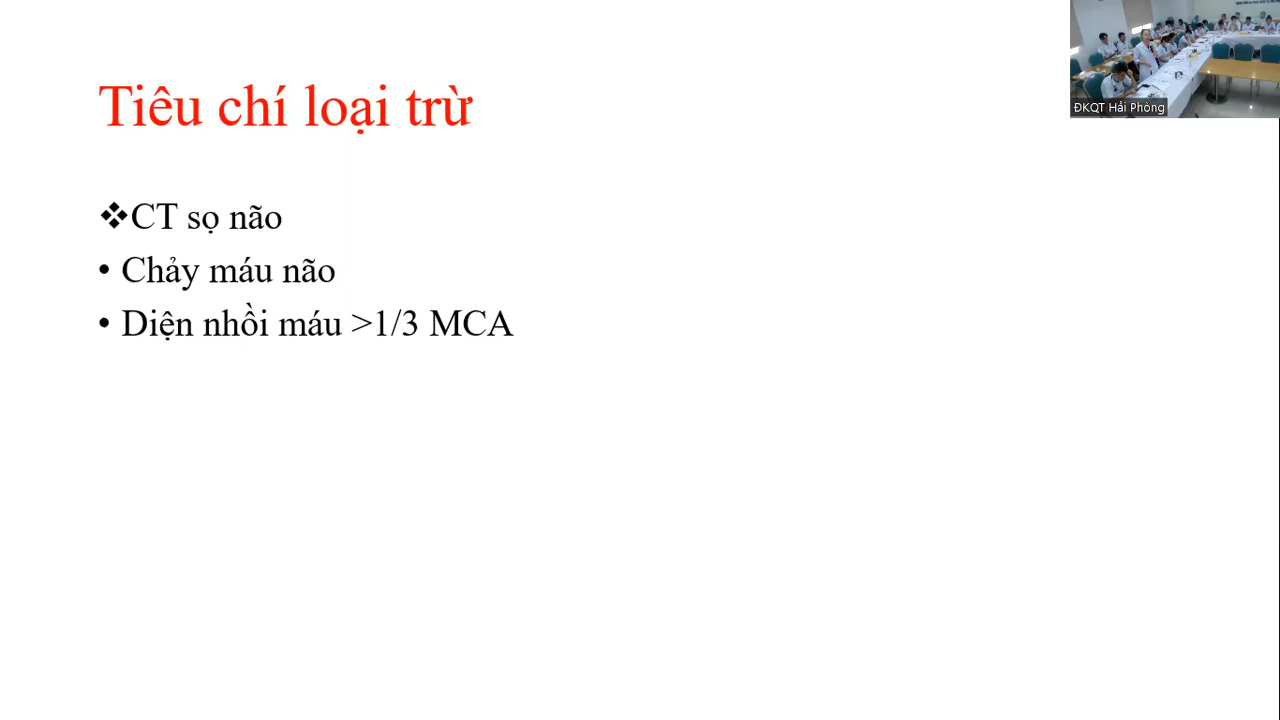 Tiêu chí loại trừ
❖CT sọ não
• Chảy máu não
• Diện nhồi máu >1/3 MCA
ĐKQT Hải Phòng